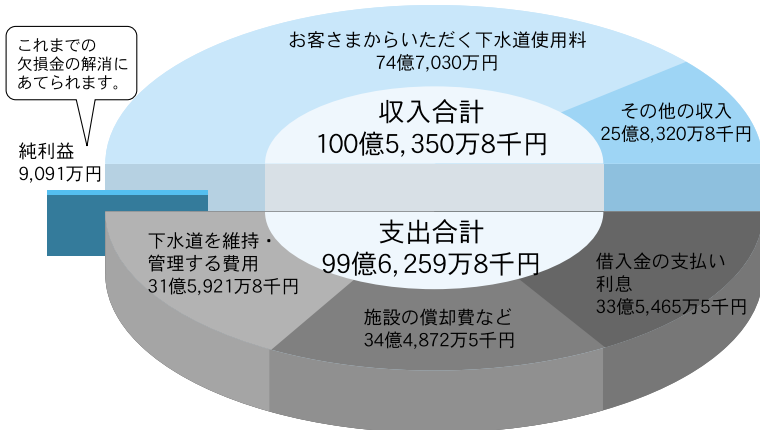 お客さまからいただく下水道使用料
74億7,030万円
これまでの
欠損金の解消に
あてられます。
収入合計
100億5,350万8千円
その他の収入
25億8,320万8千円
純利益
9,091万円
支出合計
99億6,259万8千円
下水道を維持・
管理する費用
31億5,921万8千円
施設の償却費など
34億4,872万5千円
借入金の支払い
利息
33億5,465万5千円